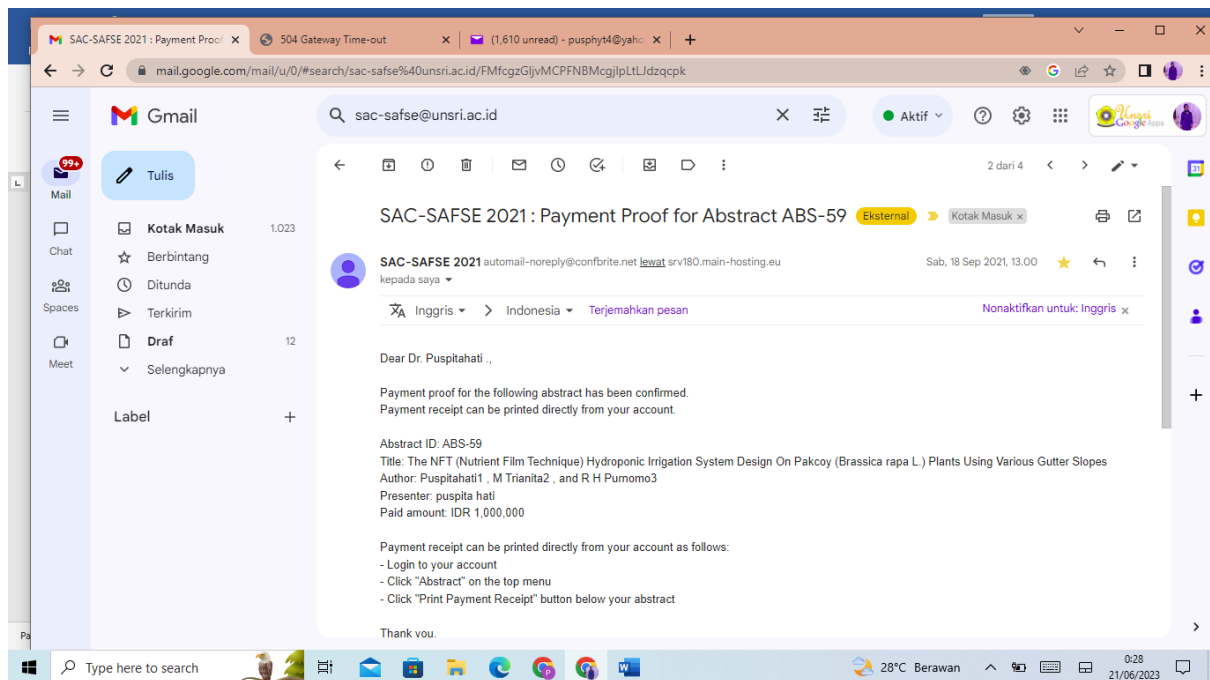 SAC-SAFSE 2021 : Payment Proof
504 Gateway Time-out
(1,610 unread) - pusphyt4@yaho
mail.google.com/mail/u/0/#search/sac-safse%40unsri.ac.id/FMfcgzGljvMCPFNBMcgjlpLtLJdzqcpk
Gmail
sac-safse@unsri.ac.id
Aktif
Unsri
Google Apps
99+
Mail
Tulis
2 dari 4
31
Chat
Spaces
Meet
Kotak Masuk 1.023
Berbintang
Ditunda
Terkirim
Draf 12
Selengkapnya
Label
SAC-SAFSE 2021 : Payment Proof for Abstract ABS-59 Eksternal Kotak Masuk ×
SAC-SAFSE 2021 automail-noreply@confbrite.net lewat srv180.main-hosting.eu Sab, 18 Sep 2021, 13.00
kepada saya
Inggris > Indonesia Terjemahkan pesan Nonaktifkan untuk: Inggris ×
Dear Dr. Puspitahati .,
Payment proof for the following abstract has been confirmed.
Payment receipt can be printed directly from your account.
Abstract ID: ABS-59
Title: The NFT (Nutrient Film Technique) Hydroponic Irrigation System Design On Pakcoy (Brassica rapa L.) Plants Using Various Gutter Slopes
Author: Puspitahati1 , M Trianita2 , and R H Purnomo3
Presenter: puspita hati
Paid amount: IDR 1,000,000
Payment receipt can be printed directly from your account as follows:
- Login to your account
- Click "Abstract" on the top menu
- Click "Print Payment Receipt" button below your abstract
Thank you.
Pa
Type here to search
28°C Berawan
0:28
21/06/2023